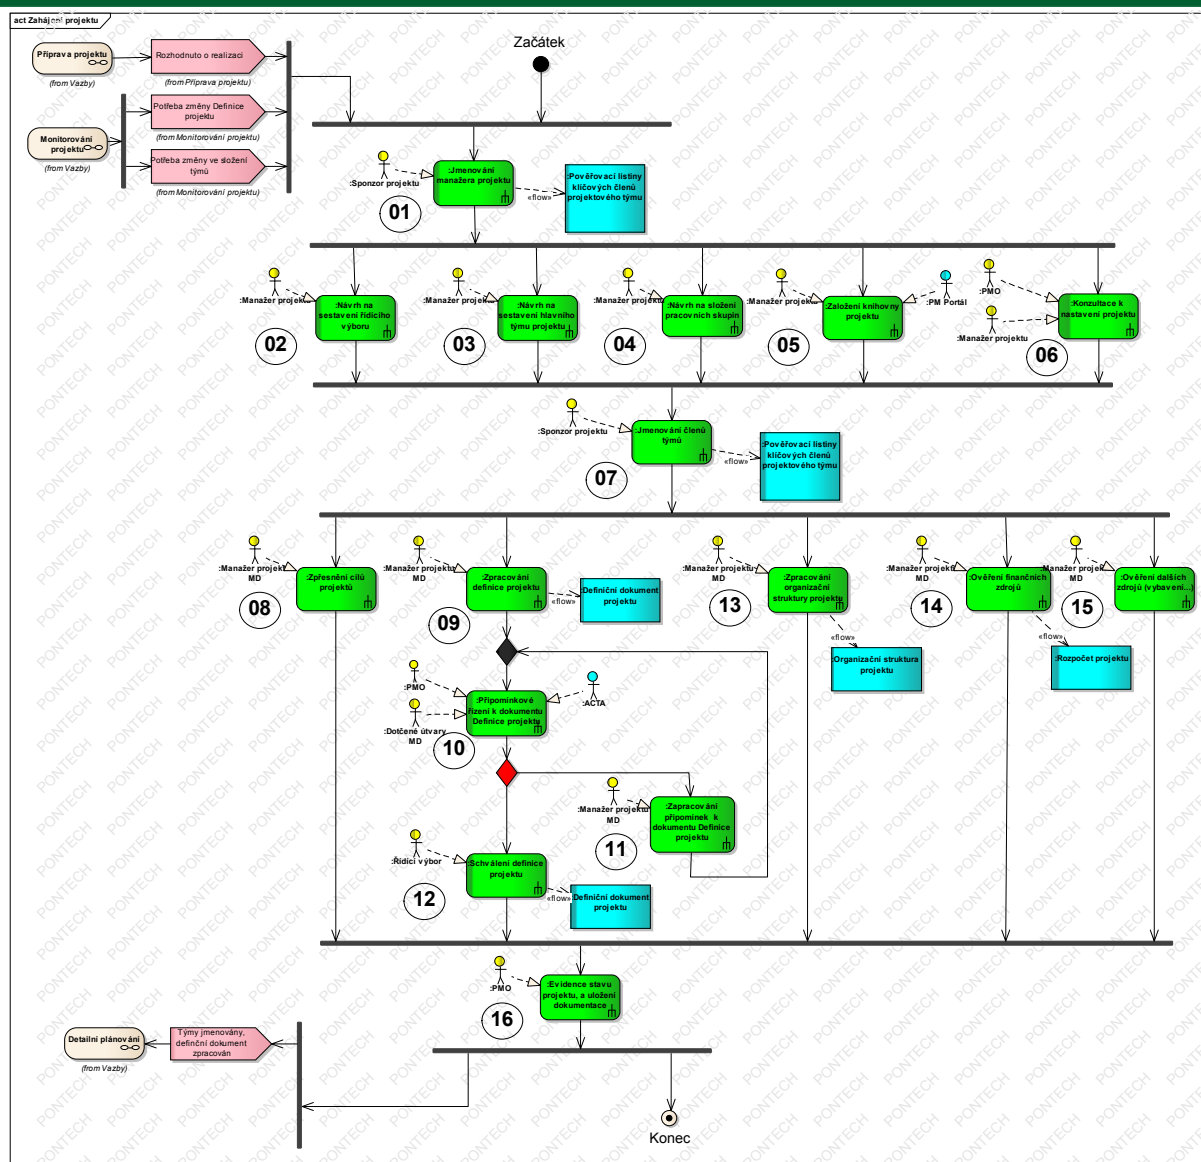 act Zahájení projektu
Začátek
Příprava projektu
(from Vazby)
Rozhodnuto o realizaci
(from Příprava projektu)
Potřeba změny Definice
projektu
(from Monitorování projektu)
Monitorování
projektu
(from Vazby)
Potřeba změny ve složení
týmů
(from Monitorování projektu)
:Sponzor projektu
01
:Jmenování
manažera projektu
«flow»
:Pověřovací listiny
klíčových členů
projektového týmu
:Manažer projektu
02
:Návrh na
sestavení řídícího
výboru
:Manažer projektu
03
:Návrh na
sestavení hlavního
týmu projektu
:Manažer projektu
04
:Návrh na složení
pracovních skupin
:Manažer projektu
05
:Založení knihovny
projektu
:PM Portál
:PMO
:Manažer projektu
06
:Konzultace k
nastavení projektu
:Sponzor projektu
07
:Jmenování členů
týmů
«flow»
:Pověřovací listiny
klíčových členů
projektového týmu
:Manažer projektu
MD
08
:Zpřesnění cílů
projektů
:Manažer projektu
MD
09
:Zpracování
definice projektu
«flow»
:Definiční dokument
projektu
:Manažer projektu
MD
13
:Zpracování
organizační
struktury projektu
«flow»
:Organizační struktura
projektu
:Manažer projektu
MD
14
:Ověření finančních
zdrojů
«flow»
:Rozpočet projektu
:Manažer projektu
MD
15
:Ověření dalších
zdrojů (vybavení...)
:PMO
:Dotčené útvary
MD
10
:Připomínkové
řízení k dokumentu
Definice projektu
:ACTA
:Manažer projektu
MD
11
:Zapracování
připomínek k
dokumentu Definice
projektu
:Řídící výbor
12
:Schválení definice
projektu
«flow»
:Definiční dokument
projektu
:PMO
16
:Evidence stavu
projektu, a uložení
dokumentace
Detailní plánování
(from Vazby)
Týmy jmenovány,
definční dokument
zpracován
Konec
PONTECH